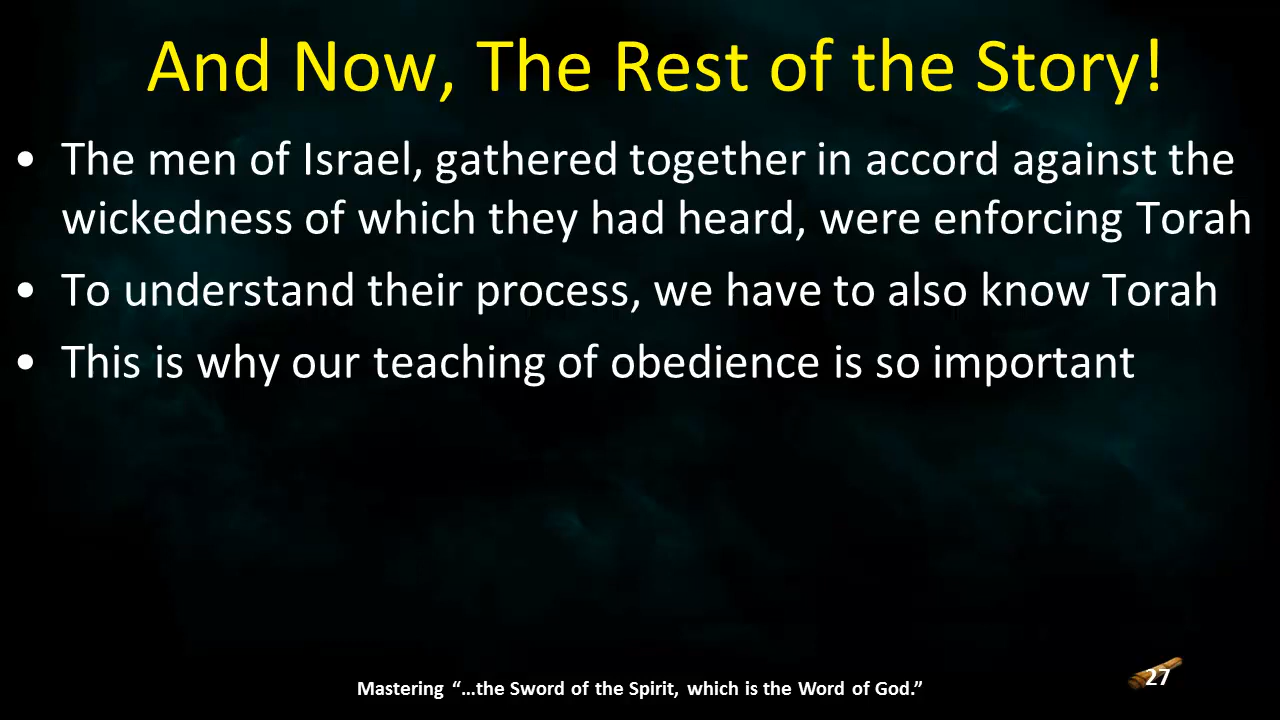 And Now, The Rest of the Story!
• The men of Israel, gathered together in accord against the
wickedness of which they had heard, were enforcing Torah
• To understand their process, we have to also know Torah
• This is why our teaching of obedience is so important
Mastering “…the Sword of the Spirit, which is the Word of God.”
27